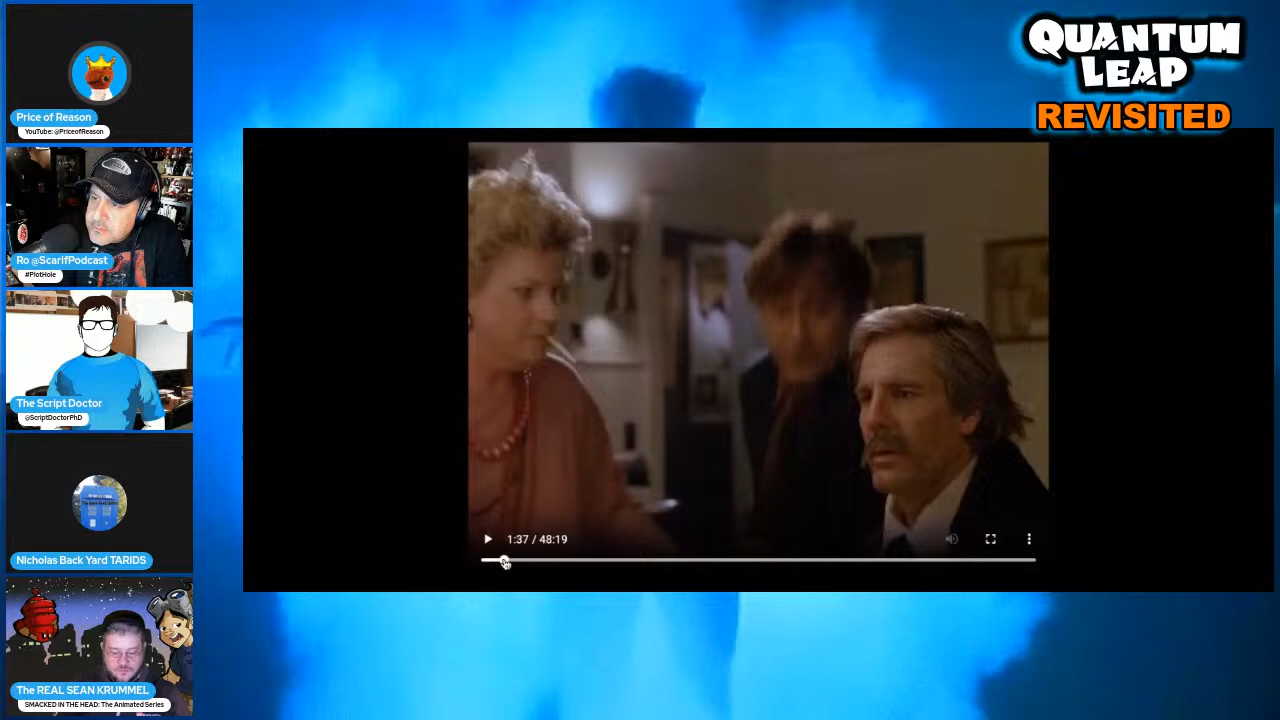 Price of Reason
YouTube: @PriceofReason
Ro @ScarifPodcast
#PlotHole
The Script Doctor
@ScriptDoctorPhD
Nicholas Back Yard TARIDS
The REAL SEAN KRUMMEL
SMACKED IN THE HEAD: The Animated Series
QUANTUM
LEAP
REVISITED
1:37 / 48:19